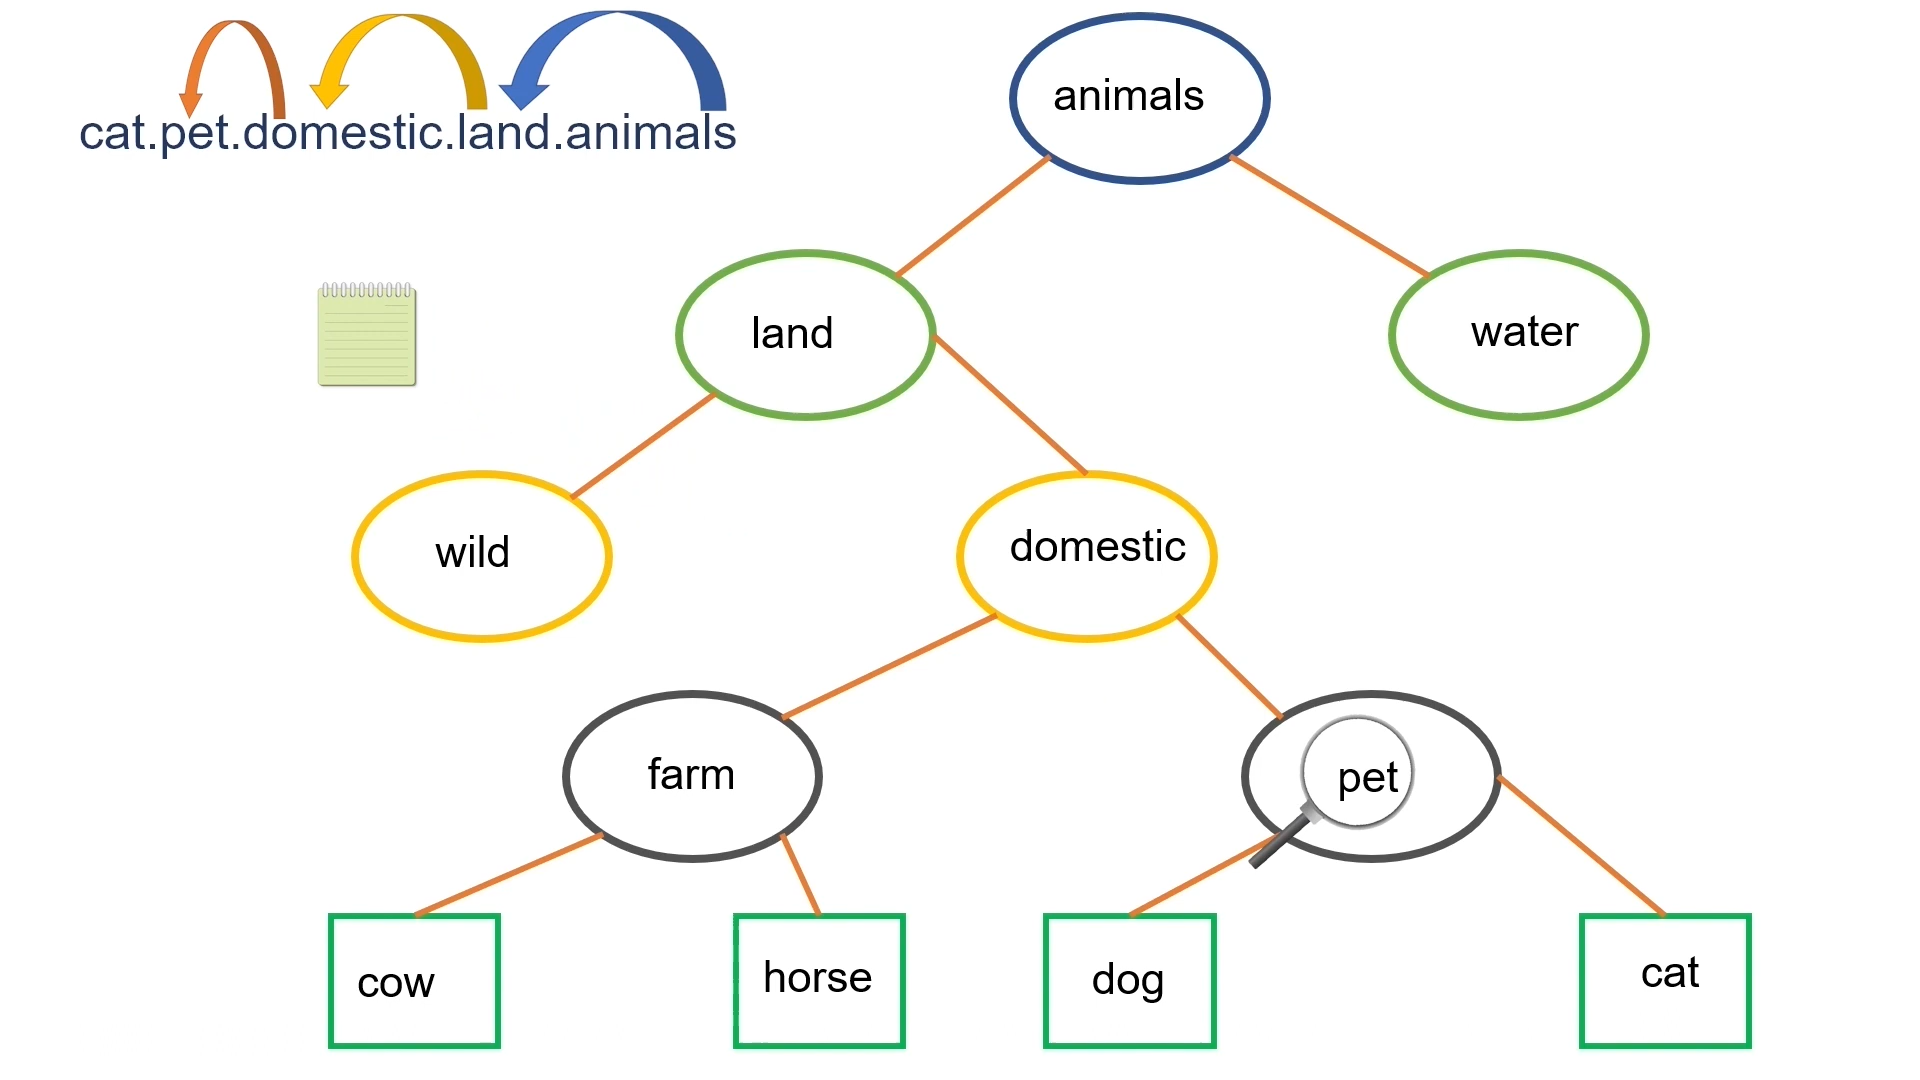 cat.pet.domestic.land.animals
animals
land
water
wild
domestic
farm
pet
cow
horse
dog
cat